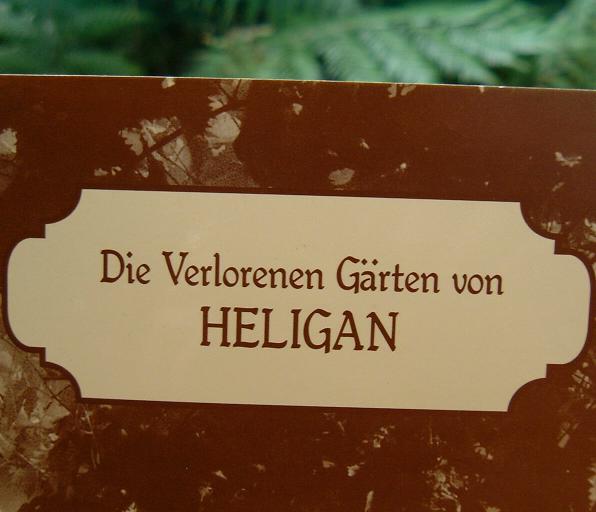 Die Verlorenen Gärten von
HELIGAN